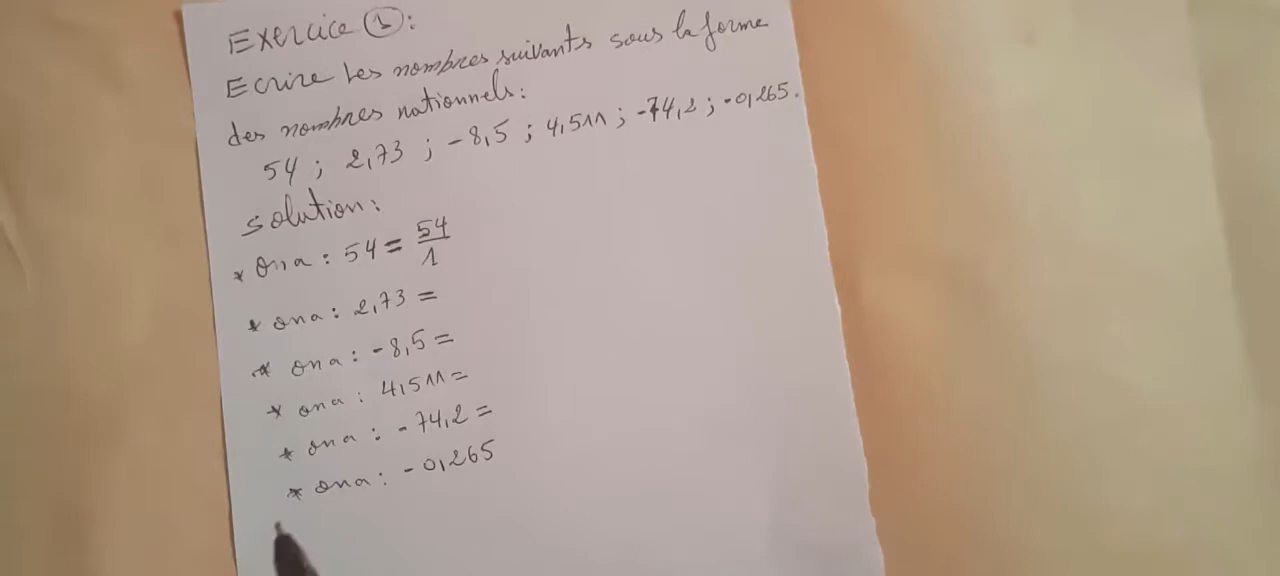 Exercice ①:
Ecrire les nombres suivants sous la forme
des nombres rationnels:
54 ; 2,73 ; -8,5 ; 4,511 ; -74,2 ; -0,265.
solution:
* on a : 54 = 54/1
* on a : 2,73 =
* on a : -8,5 =
* on a : 4,511 =
* on a : -74,2 =
* on a : -0,265